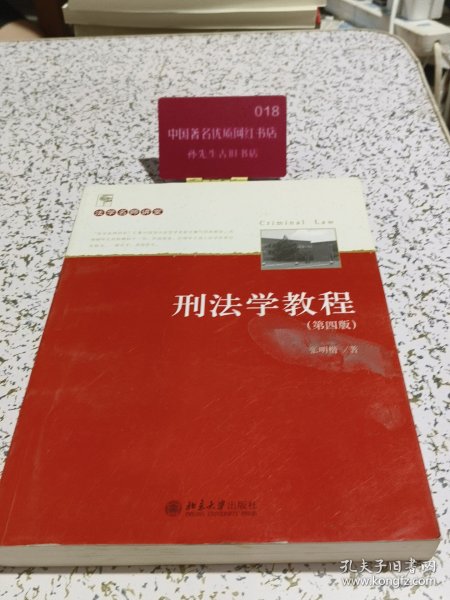 018
中国著名优质网红书店
孙先生古旧书店
法学名师讲堂
Criminal Law
刑法学教程
(第四版)
张明楷/著
北京大学出版社
孔夫子旧书网
www.kongfz.com